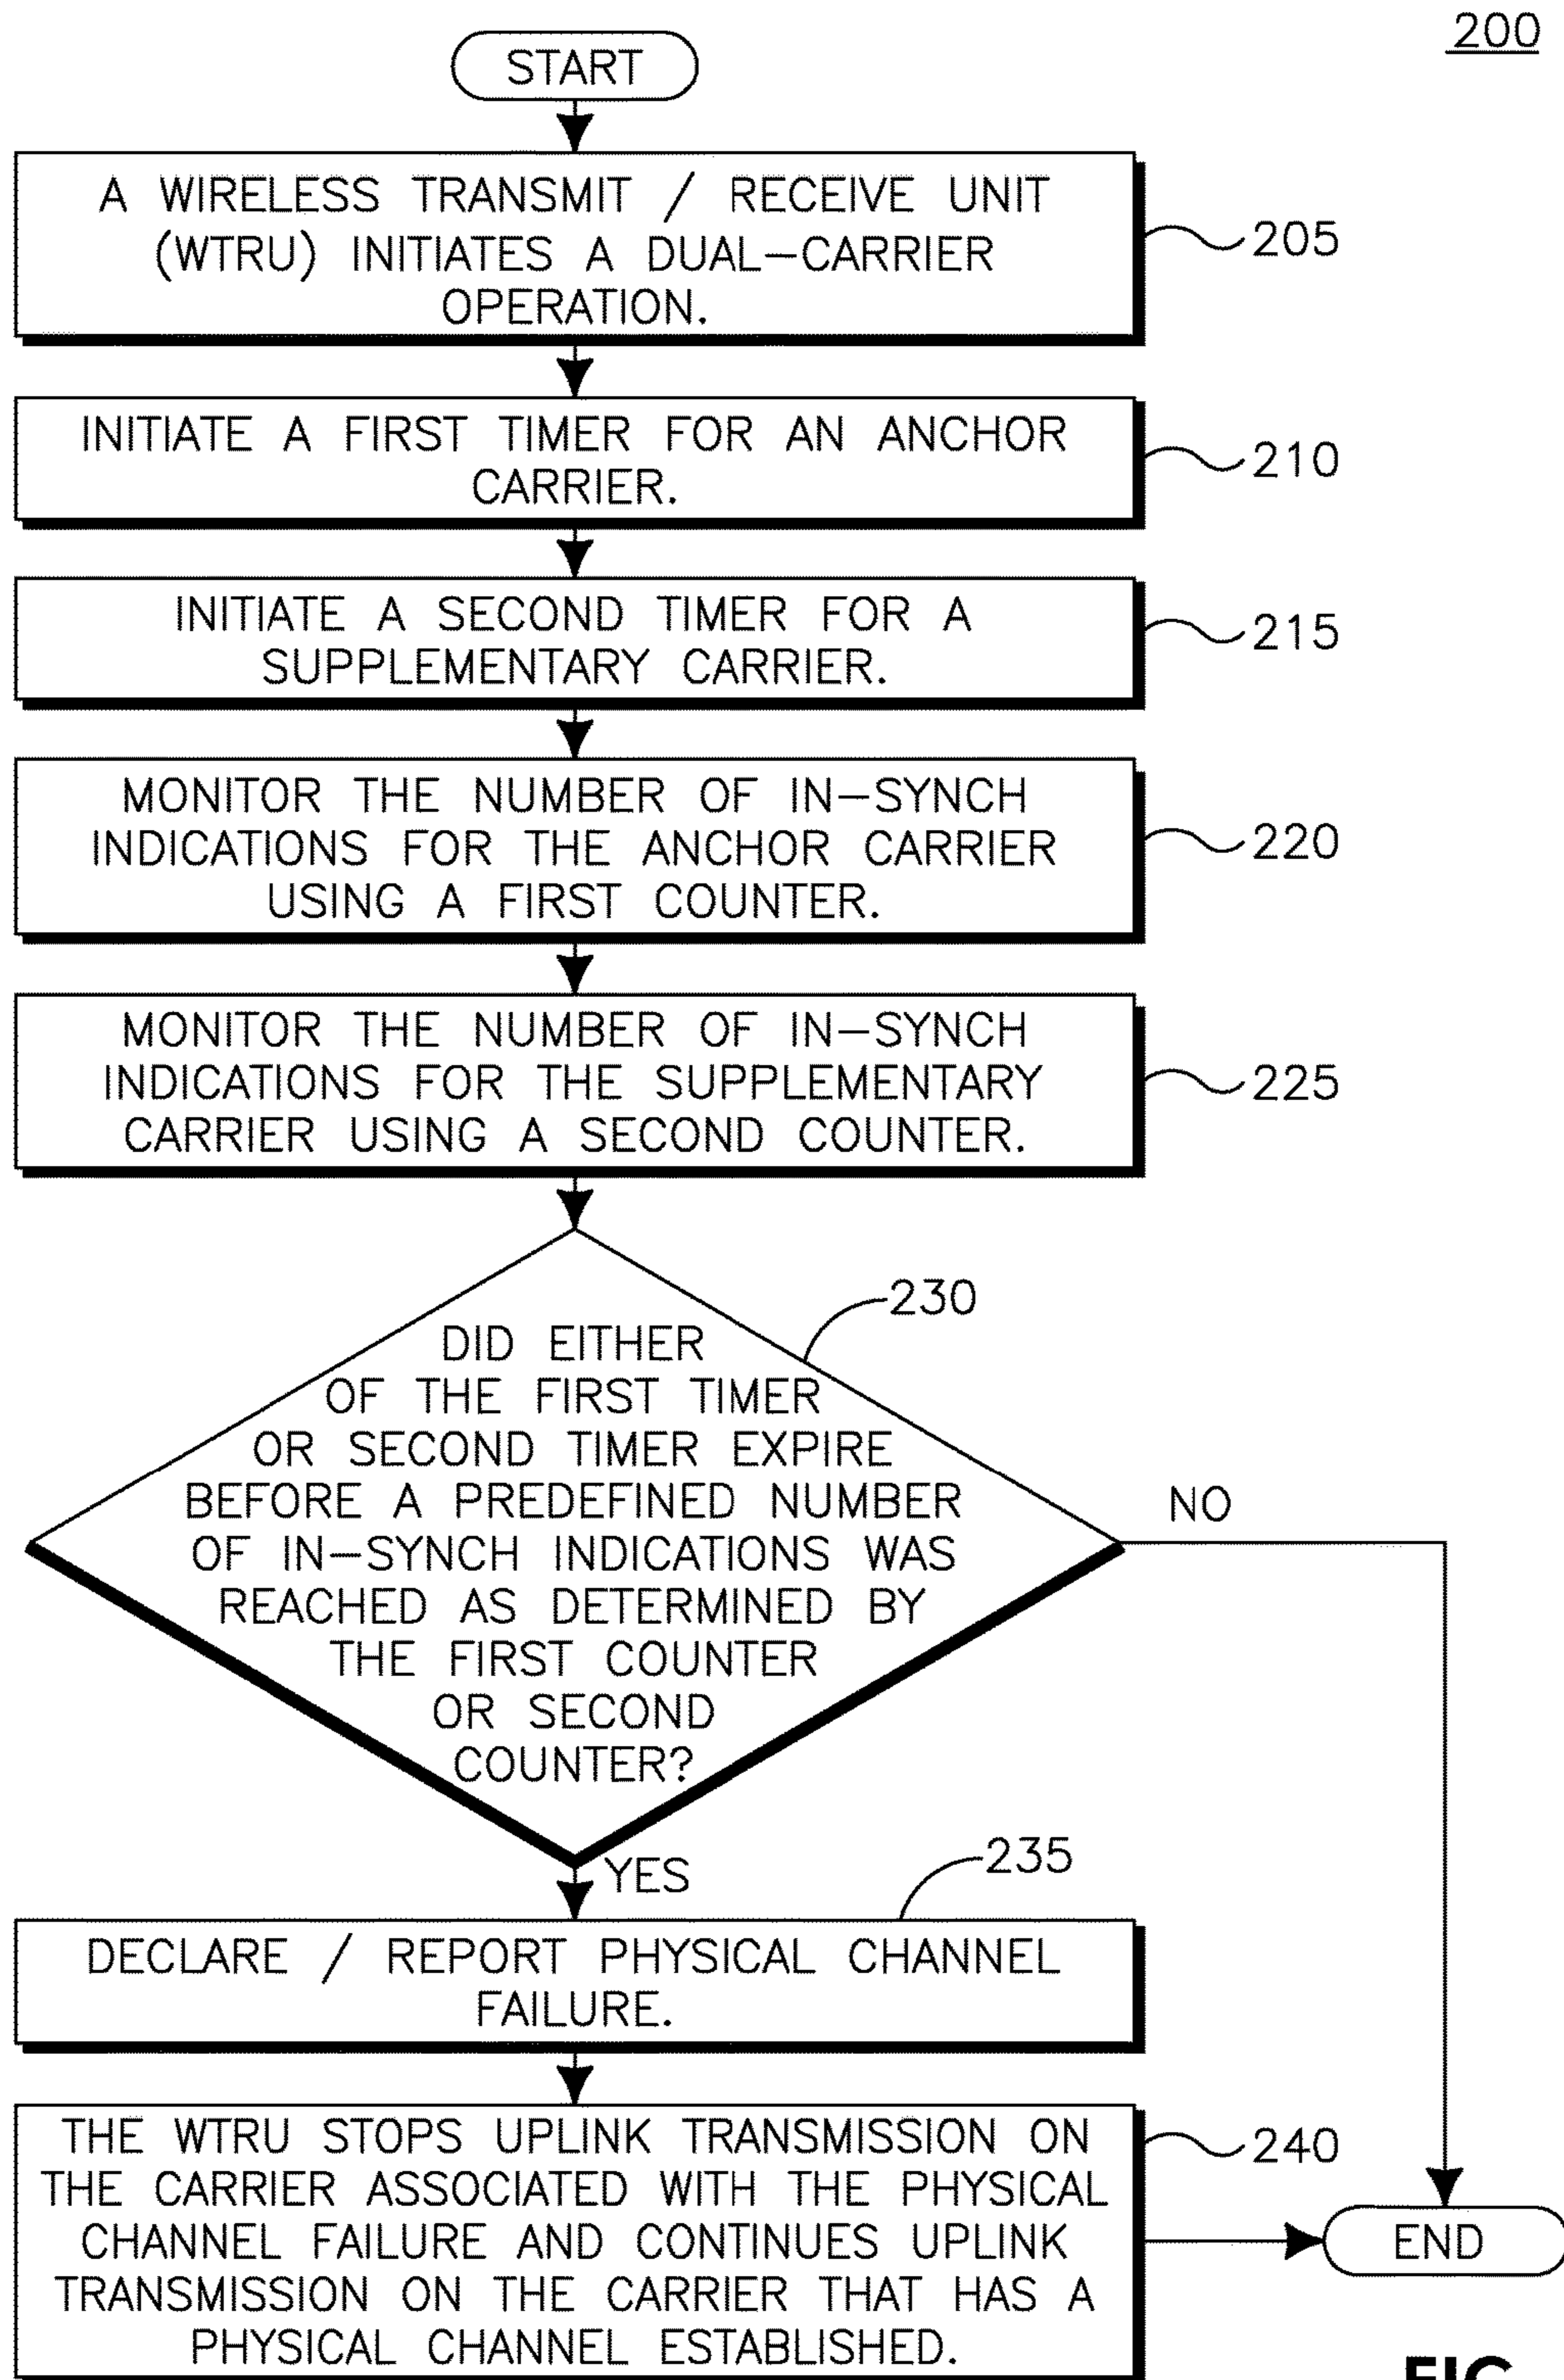 200
START
A WIRELESS TRANSMIT / RECEIVE UNIT
(WTRU) INITIATES A DUAL-CARRIER
OPERATION.
205
INITIATE A FIRST TIMER FOR AN ANCHOR
CARRIER.
210
INITIATE A SECOND TIMER FOR A
SUPPLEMENTARY CARRIER.
215
MONITOR THE NUMBER OF IN-SYNCH
INDICATIONS FOR THE ANCHOR CARRIER
USING A FIRST COUNTER.
220
MONITOR THE NUMBER OF IN-SYNCH
INDICATIONS FOR THE SUPPLEMENTARY
CARRIER USING A SECOND COUNTER.
225
230
DID EITHER
OF THE FIRST TIMER
OR SECOND TIMER EXPIRE
BEFORE A PREDEFINED NUMBER
OF IN-SYNCH INDICATIONS WAS
REACHED AS DETERMINED BY
THE FIRST COUNTER
OR SECOND
COUNTER?
NO
YES
235
DECLARE / REPORT PHYSICAL CHANNEL
FAILURE.
THE WTRU STOPS UPLINK TRANSMISSION ON
THE CARRIER ASSOCIATED WITH THE PHYSICAL
CHANNEL FAILURE AND CONTINUES UPLINK
TRANSMISSION ON THE CARRIER THAT HAS A
PHYSICAL CHANNEL ESTABLISHED.
240
END